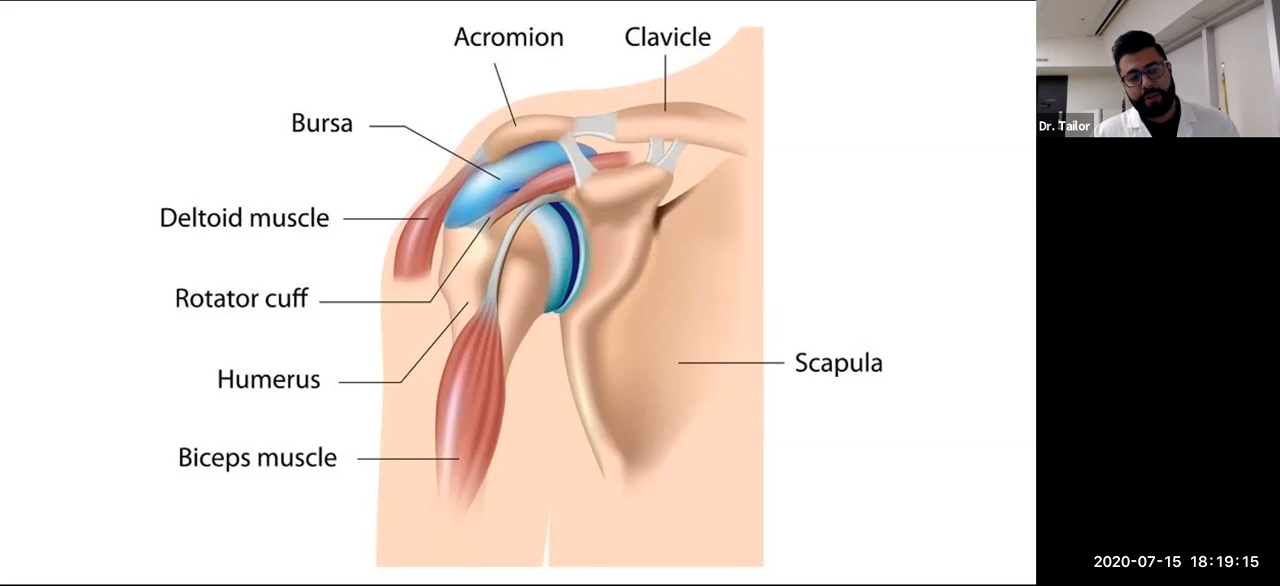 Acromion
Clavicle
Bursa
Deltoid muscle
Rotator cuff
Humerus
Biceps muscle
Scapula
Dr. Tailor
2020-07-15 18:19:15